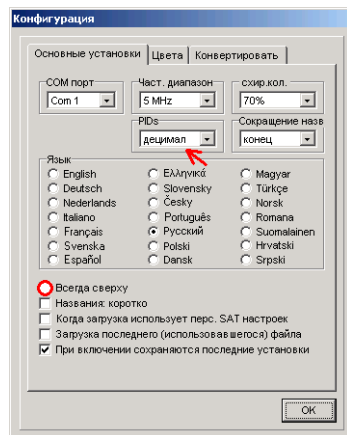 Конфигурация
Основные установки Цвета Конвертировать
COM порт Част. диапазон схир.кол.
Com 1 5 MHz 70%
PIDs Сокращение назв
децимал конец
Язык
English Ελληνικά Magyar
Deutsch Slovensky Türkçe
Nederlands Česky Norsk
Italiano Português Romana
Français Русский Suomalainen
Svenska Polski Hrvatski
Español Dansk Srpski
Всегда сверху
Названия: коротко
Когда загрузка использует перс. SAT настроек
Загрузка последнего (использовавшегося) файла
При включении сохраняются последние установки
OK